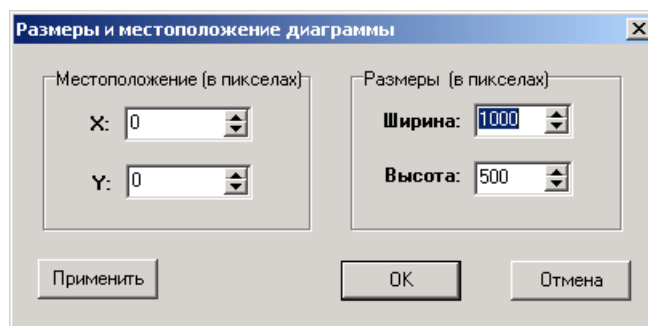 Размеры и местоположение диаграммы
Местоположение (в пикселах)
X: 0
Y: 0
Размеры (в пикселах)
Ширина: 1000
Высота: 500
Применить
OK
Отмена